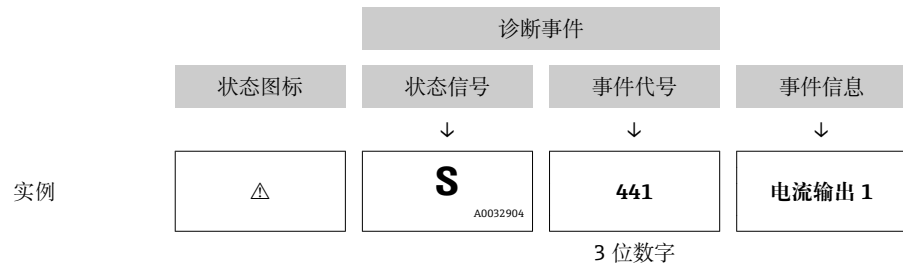 诊断事件
状态图标 状态信号 事件代号 事件信息
↓ ↓ ↓
实例 ⚠ S 441 电流输出 1
A0032904
3 位数字